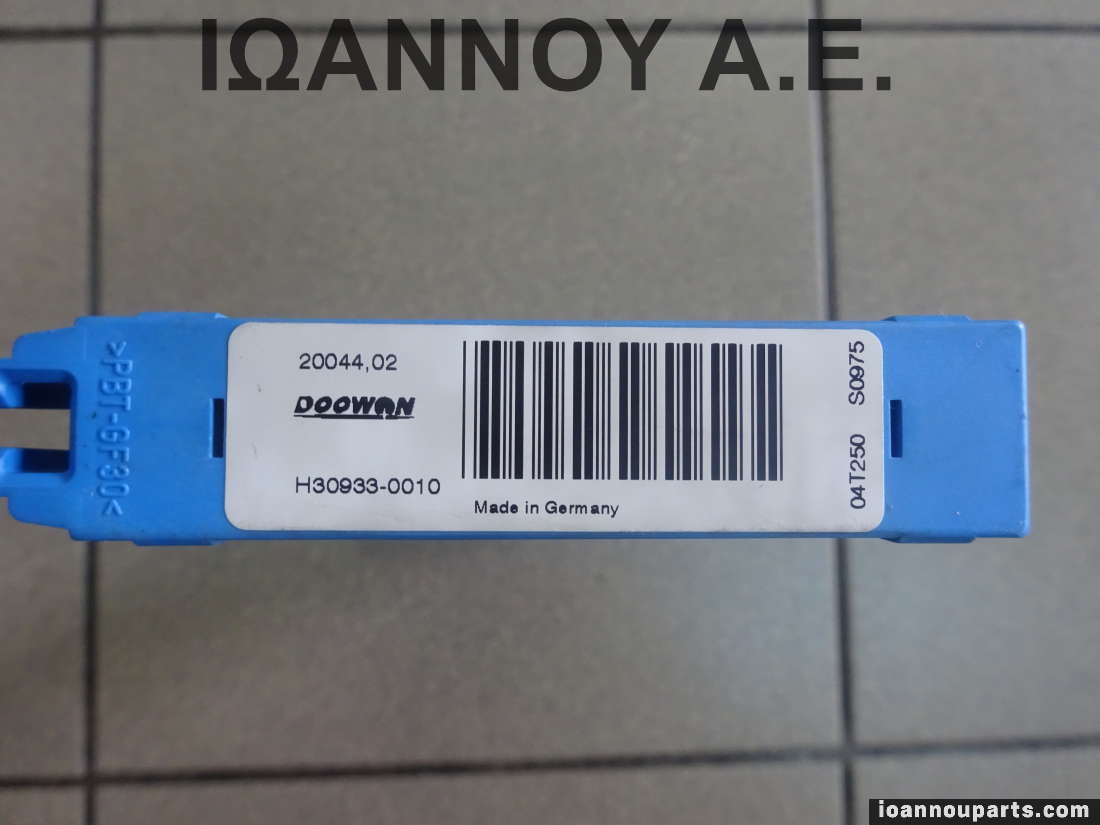 ΙΩΑΝΝΟΥ Α.Ε.
>PBT-GF30<
20044,02
DOOWON
H30933-0010
Made in Germany
04T250 S0975
ioannouparts.com